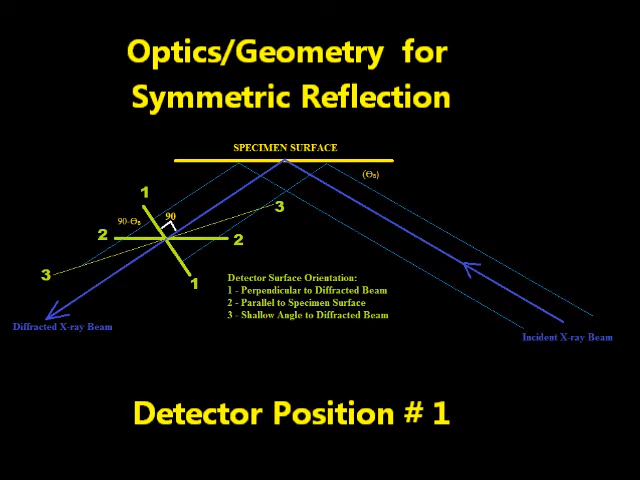 Optics/Geometry for
Symmetric Reflection
SPECIMEN SURFACE
(ӨB)
1
90-ӨB
90
3
2
2
3
1
Detector Surface Orientation:
1 - Perpendicular to Diffracted Beam
2 - Parallel to Specimen Surface
3 - Shallow Angle to Diffracted Beam
Diffracted X-ray Beam
Incident X-ray Beam
Detector Position # 1